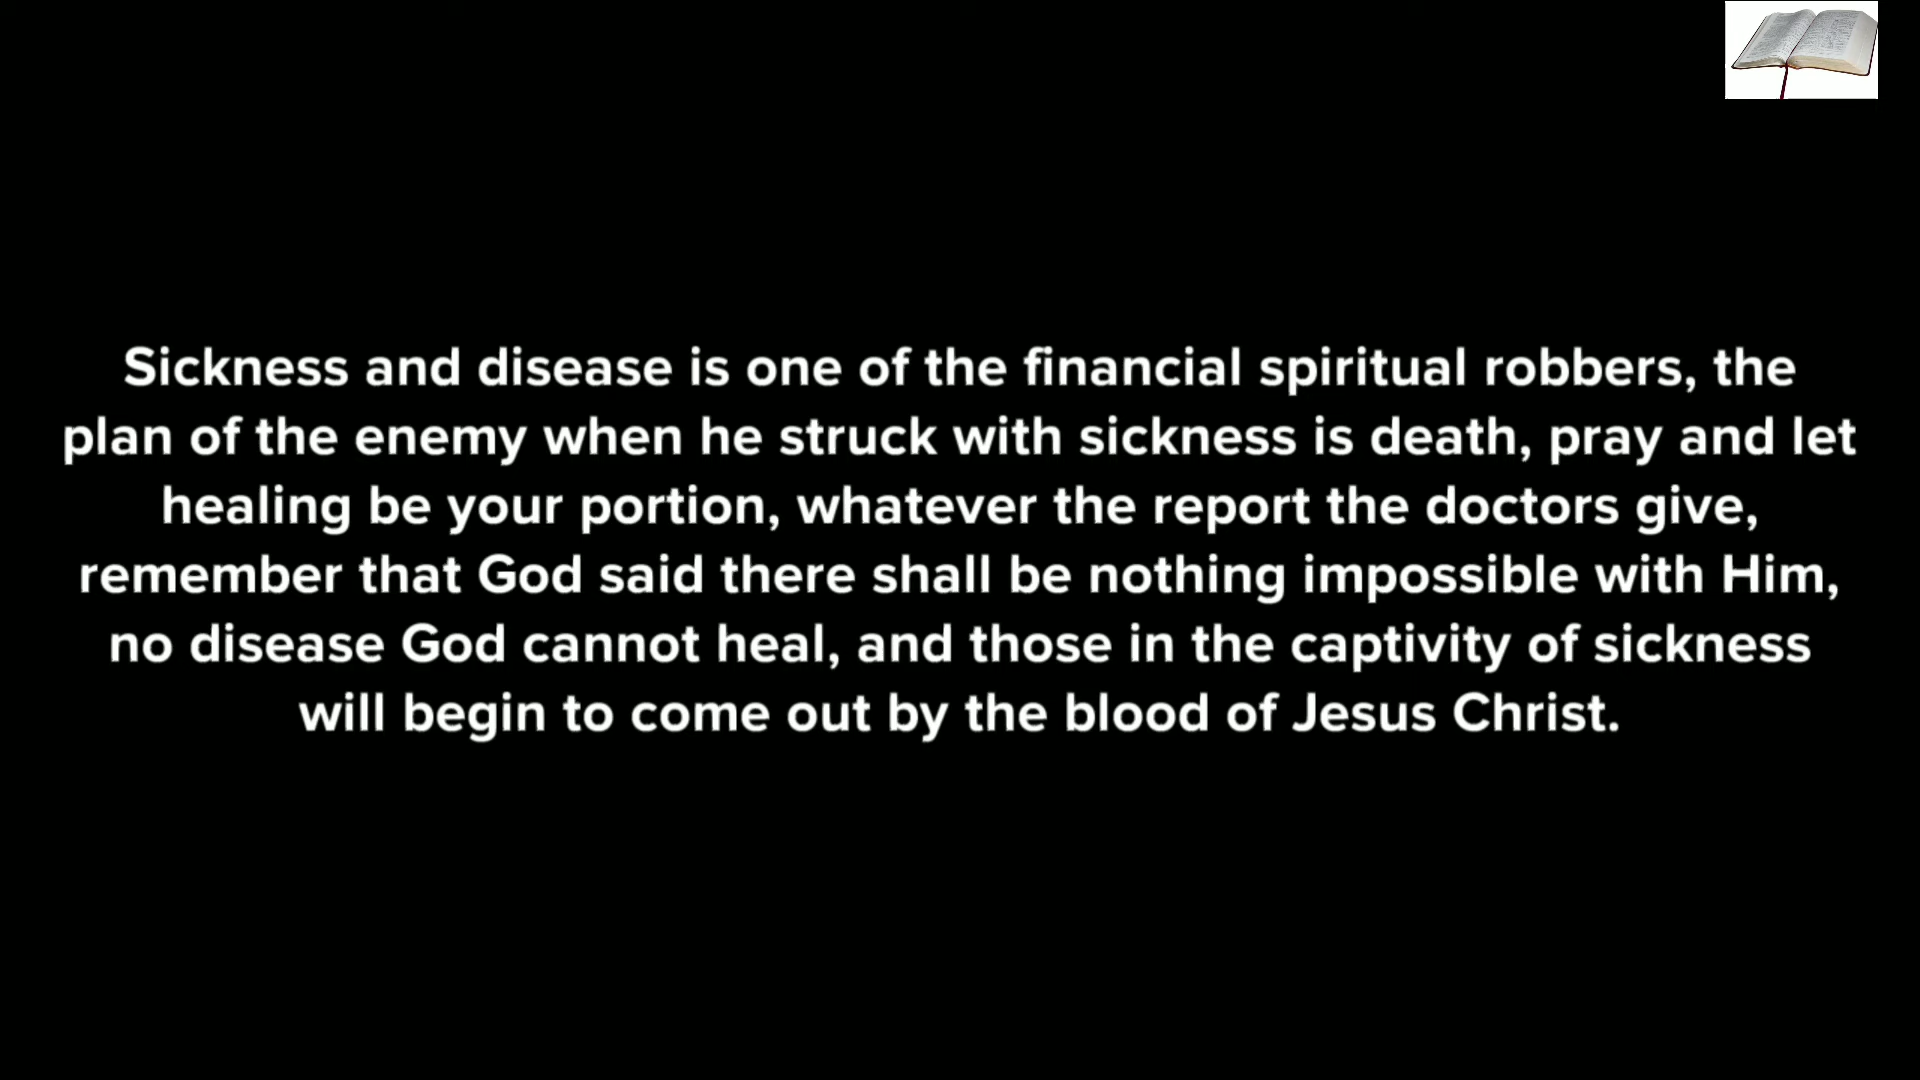 Sickness and disease is one of the financial spiritual robbers, the
plan of the enemy when he struck with sickness is death, pray and let
healing be your portion, whatever the report the doctors give,
remember that God said there shall be nothing impossible with Him,
no disease God cannot heal, and those in the captivity of sickness
will begin to come out by the blood of Jesus Christ.